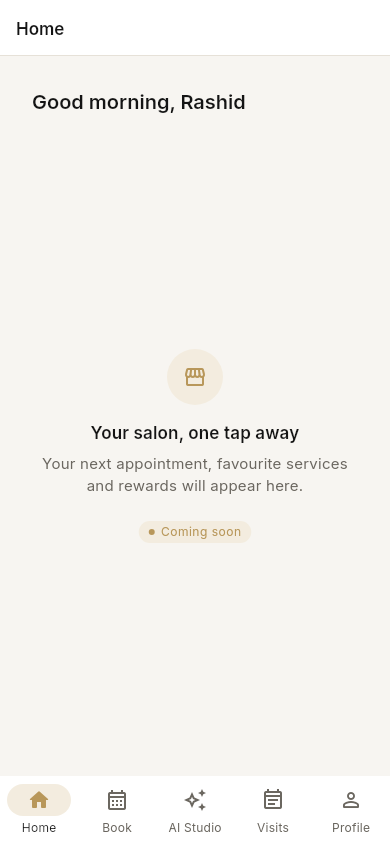 Home
Good morning, Rashid
Your salon, one tap away
Your next appointment, favourite services
and rewards will appear here.
Coming soon
Home
Book
AI Studio
Visits
Profile